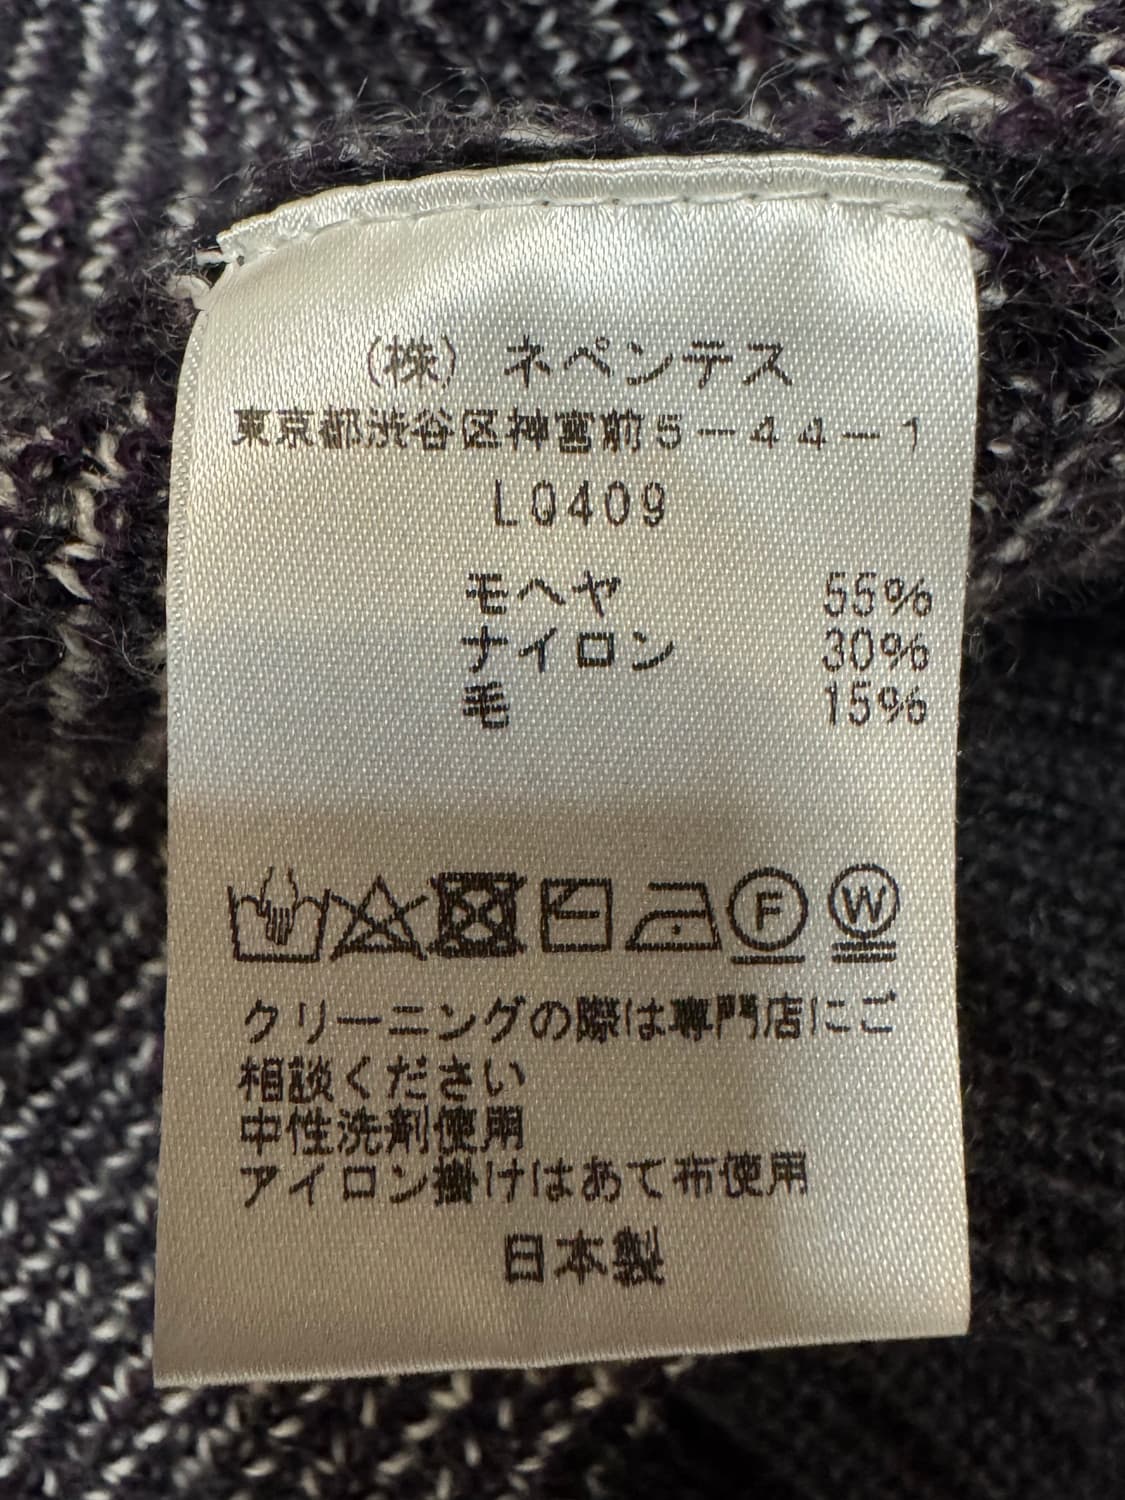 (株) ネペンテス
東京都渋谷区神宮前5-44-1
L0409
モヘヤ 55%
ナイロン 30%
毛 15%
F W
クリーニングの際は専門店にご
相談ください
中性洗剤使用
アイロン掛けはあて布使用
日本製